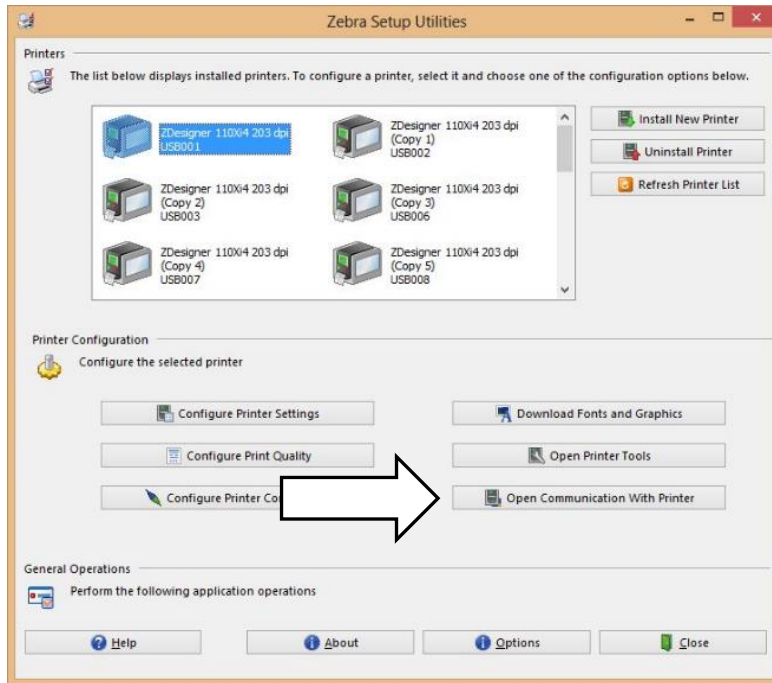 Zebra Setup Utilities
Printers
The list below displays installed printers. To configure a printer, select it and choose one of the configuration options below.
ZDesigner 110Xi4 203 dpi
USB001
ZDesigner 110Xi4 203 dpi
(Copy 1)
USB002
ZDesigner 110Xi4 203 dpi
(Copy 2)
USB003
ZDesigner 110Xi4 203 dpi
(Copy 3)
USB006
ZDesigner 110Xi4 203 dpi
(Copy 4)
USB007
ZDesigner 110Xi4 203 dpi
(Copy 5)
USB008
Install New Printer
Uninstall Printer
Refresh Printer List
Printer Configuration
Configure the selected printer
Configure Printer Settings
Download Fonts and Graphics
Configure Print Quality
Open Printer Tools
Configure Printer
Open Communication With Printer
General Operations
Perform the following application operations
Help
About
Options
Close